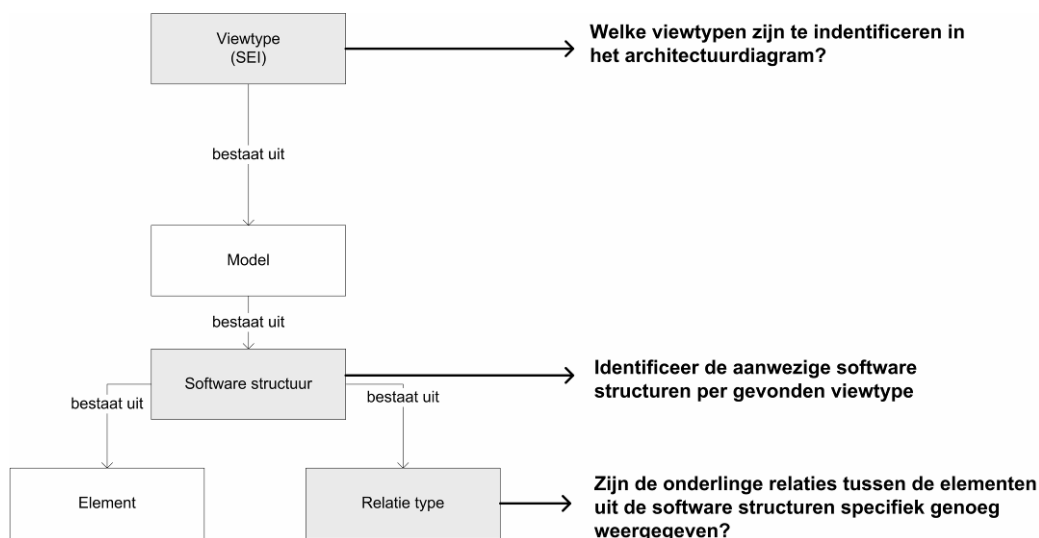 Viewtype
(SEI)
Welke viewtypen zijn te indentificeren in
het architectuurdiagram?
bestaat uit
Model
bestaat uit
Software structuur
Identificeer de aanwezige software
structuren per gevonden viewtype
bestaat uit
bestaat uit
Element
Relatie type
Zijn de onderlinge relaties tussen de elementen
uit de software structuren specifiek genoeg
weergegeven?